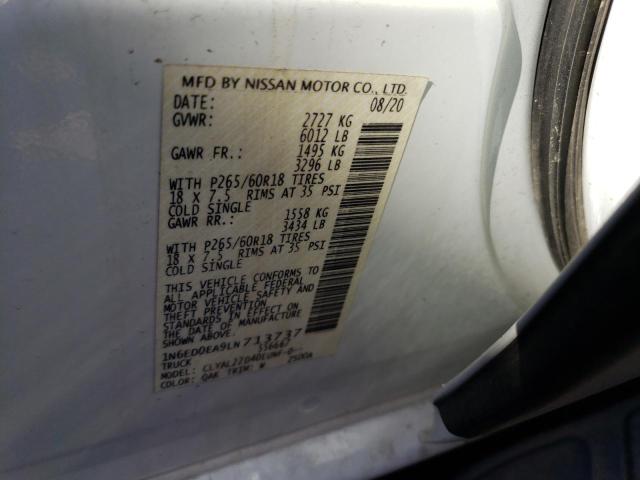 MFD BY NISSAN MOTOR CO., LTD.
DATE: 08/20
GVWR: 2727 KG
6012 LB
GAWR FR.: 1495 KG
3296 LB
WITH P265/60R18 TIRES
18 X 7.5 RIMS AT 35 PSI
COLD SINGLE
GAWR RR.: 1558 KG
3434 LB
WITH P265/60R18 TIRES
18 X 7.5 RIMS AT 35 PSI
COLD SINGLE
THIS VEHICLE CONFORMS TO
ALL APPLICABLE FEDERAL
MOTOR VEHICLE SAFETY AND
THEFT PREVENTION
STANDARDS IN EFFECT ON THE
DATE OF MANUFACTURE
SHOWN ABOVE.
1N6ED0EA9LN713737
TRUCK
MODEL:
COLOR: QAK TRIM: W